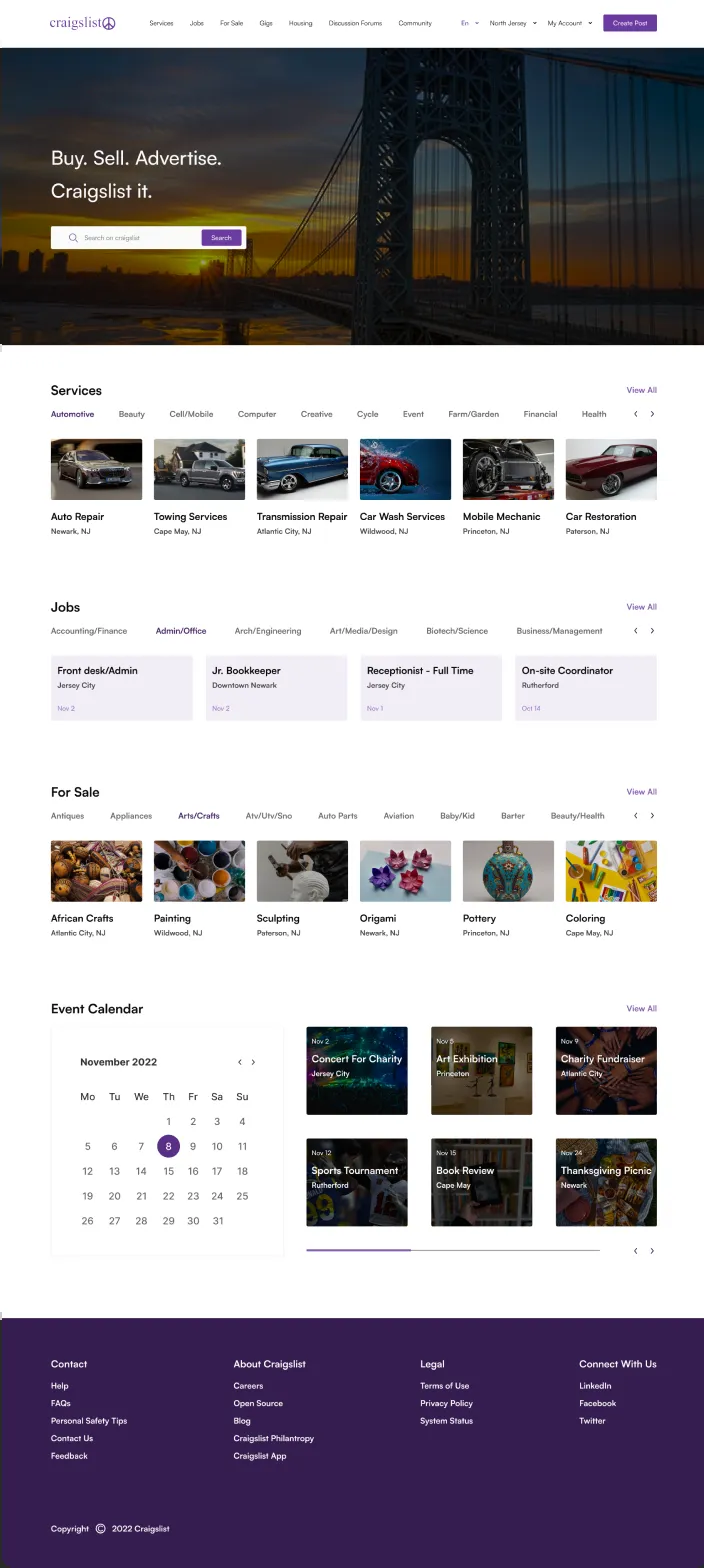 craigslist
Services Jobs For Sale Gigs Housing Discussion Forums Community En North Jersey My Account Create Post
Buy. Sell. Advertise.
Craigslist it.
Search on craigslist Search
Services View All
Automotive Beauty Cell/Mobile Computer Creative Cycle Event Farm/Garden Financial Health
Auto Repair Towing Services Transmission Repair Car Wash Services Mobile Mechanic Car Restoration
Newark, NJ Cape May, NJ Atlantic City, NJ Wildwood, NJ Princeton, NJ Paterson, NJ
Jobs View All
Accounting/Finance Admin/Office Arch/Engineering Art/Media/Design Biotech/Science Business/Management
Front desk/Admin Jr. Bookkeeper Receptionist - Full Time On-site Coordinator
Jersey City Downtown Newark Jersey City Rutherford
Nov 2 Nov 2 Nov 1 Oct 14
For Sale View All
Antiques Appliances Arts/Crafts Atv/Utv/Sno Auto Parts Aviation Baby/Kid Barter Beauty/Health
African Crafts Painting Sculpting Origami Pottery Coloring
Atlantic City, NJ Wildwood, NJ Paterson, NJ Newark, NJ Princeton, NJ Cape May, NJ
Event Calendar View All
November 2022
Mo Tu We Th Fr Sa Su
1 2 3 4
5 6 7 8 9 10 11
12 13 14 15 16 17 18
19 20 21 22 23 24 25
26 27 28 29 30 31
Nov 2 Nov 5 Nov 9
Concert For Charity Art Exhibition Charity Fundraiser
Jersey City Princeton Atlantic City
Nov 12 Nov 15 Nov 24
Sports Tournament Book Review Thanksgiving Picnic
Rutherford Cape May Newark
99
Contact About Craigslist Legal Connect With Us
Help Careers Terms of Use LinkedIn
FAQs Open Source Privacy Policy Facebook
Personal Safety Tips Blog System Status Twitter
Contact Us Craigslist Philantropy
Feedback Craigslist App
Copyright © 2022 Craigslist